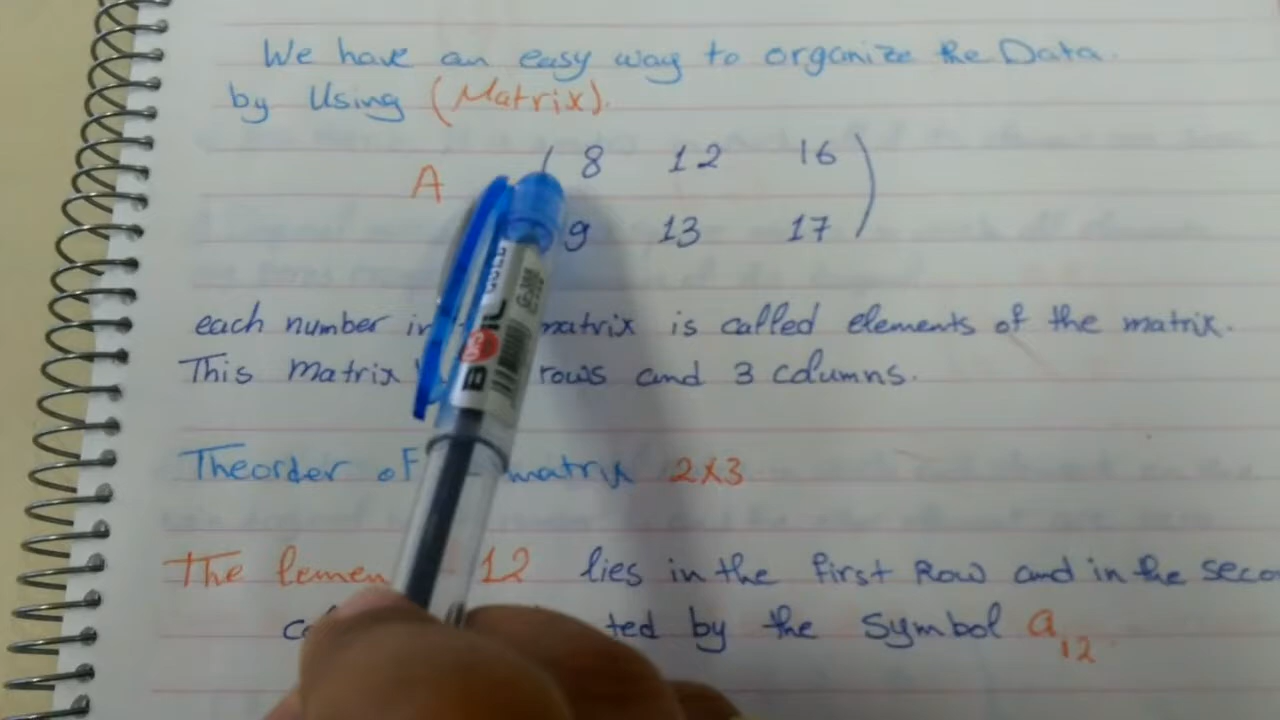 We have an easy way to organize the Data.
by Using (Matrix).
A ( 8 12 16 )
9 13 17
each number in matrix is called elements of the matrix.
This Matrix rows and 3 columns.
Theorder of matrix 2x3
The lemen 12 lies in the first Row and in the seco
ted by the Symbol a12